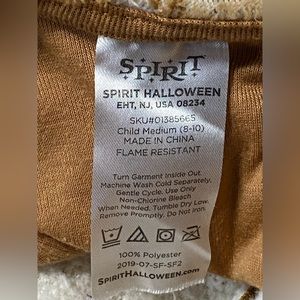 SPIRIT
SPIRIT HALLOWEEN
EHT, NJ, USA 08234
SKU#01385665
Child Medium (8-10)
MADE IN CHINA
FLAME RESISTANT
Turn Garment Inside Out.
Machine Wash Cold Separately,
Gentle Cycle. Use Only
Non-Chlorine Bleach
When Needed. Tumble Dry Low.
Remove Promptly. Do Not Iron.
100% Polyester
2019-07-SF-SF2
SPIRITHALLOWEEN.com